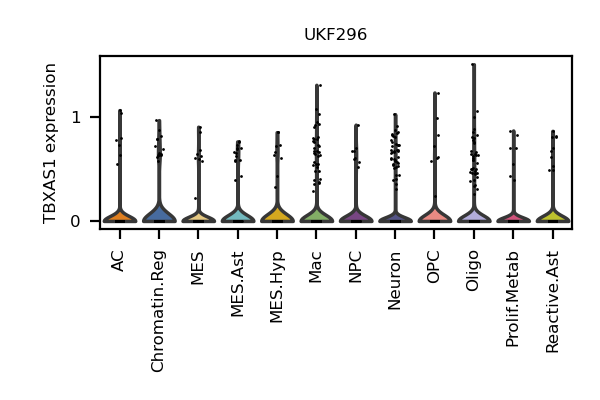 UKF296
TBXAS1 expression
1
0
AC
Chromatin.Reg
MES
MES.Ast
MES.Hyp
Mac
NPC
Neuron
OPC
Oligo
Prolif.Metab
Reactive.Ast